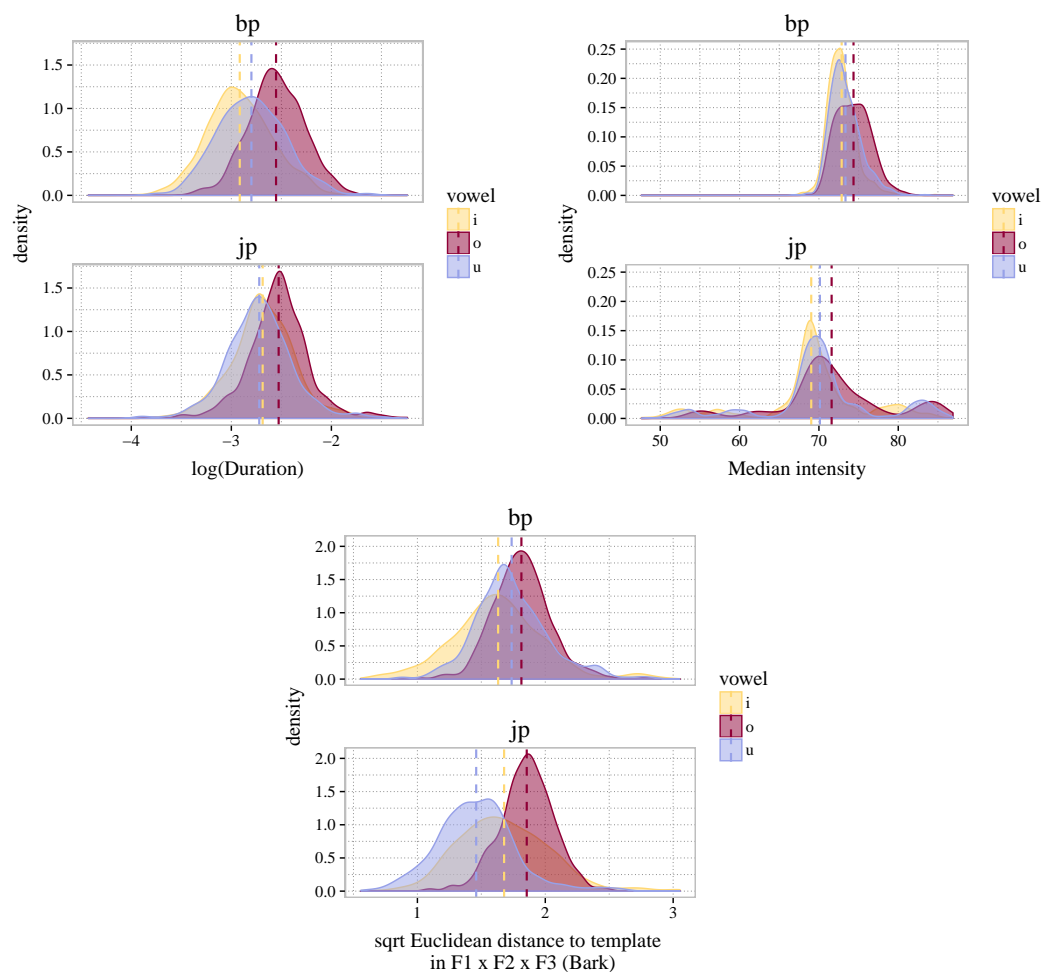 bp
1.5
1.0
0.5
0.0
jp
1.5
1.0
0.5
0.0
−4 −3 −2
log(Duration)
density
vowel
i
o
u
bp
0.25
0.20
0.15
0.10
0.05
0.00
jp
0.25
0.20
0.15
0.10
0.05
0.00
50 60 70 80
Median intensity
density
vowel
i
o
u
bp
2.0
1.5
1.0
0.5
0.0
jp
2.0
1.5
1.0
0.5
0.0
1 2 3
sqrt Euclidean distance to template
in F1 x F2 x F3 (Bark)
density
vowel
i
o
u